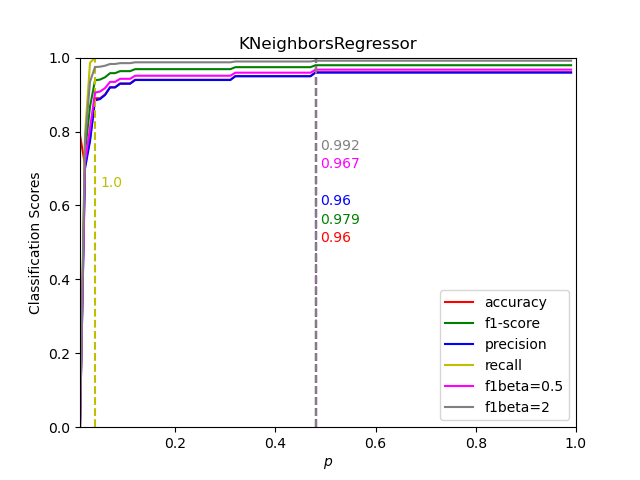 KNeighborsRegressor
Classification Scores
1.0
0.8
0.6
0.4
0.2
0.0
0.992
0.967
1.0
0.96
0.979
0.96
accuracy
f1-score
precision
recall
f1beta=0.5
f1beta=2
0.2 0.4 0.6 0.8 1.0
p